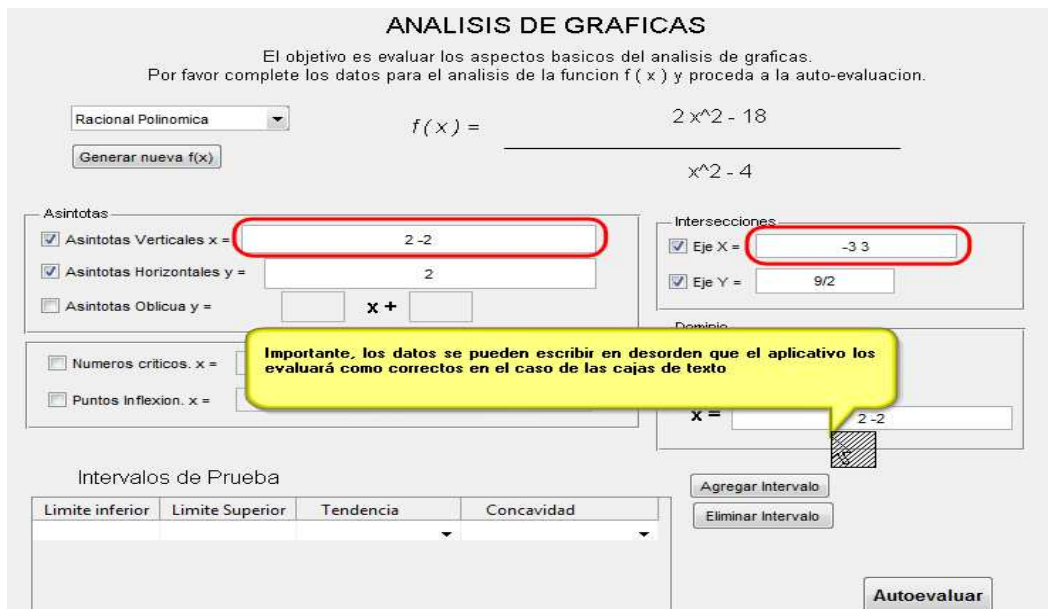 ANALISIS DE GRAFICAS
El objetivo es evaluar los aspectos basicos del analisis de graficas.
Por favor complete los datos para el analisis de la funcion f ( x ) y proceda a la auto-evaluacion.
Racional Polinomica
Generar nueva f(x)
f ( x ) =
2 x^2 - 18
x^2 - 4
Asintotas
Asintotas Verticales x = 2 -2
Asintotas Horizontales y = 2
Asintotas Oblicua y = x +
Intersecciones
Eje X = -3 3
Eje Y = 9/2
Dominio
Numeros criticos. x =
Puntos Inflexion. x =
Importante, los datos se pueden escribir en desorden que el aplicativo los
evaluará como correctos en el caso de las cajas de texto
x = 2 -2
Intervalos de Prueba
Limite inferior Limite Superior Tendencia Concavidad
Agregar Intervalo
Eliminar Intervalo
Autoevaluar